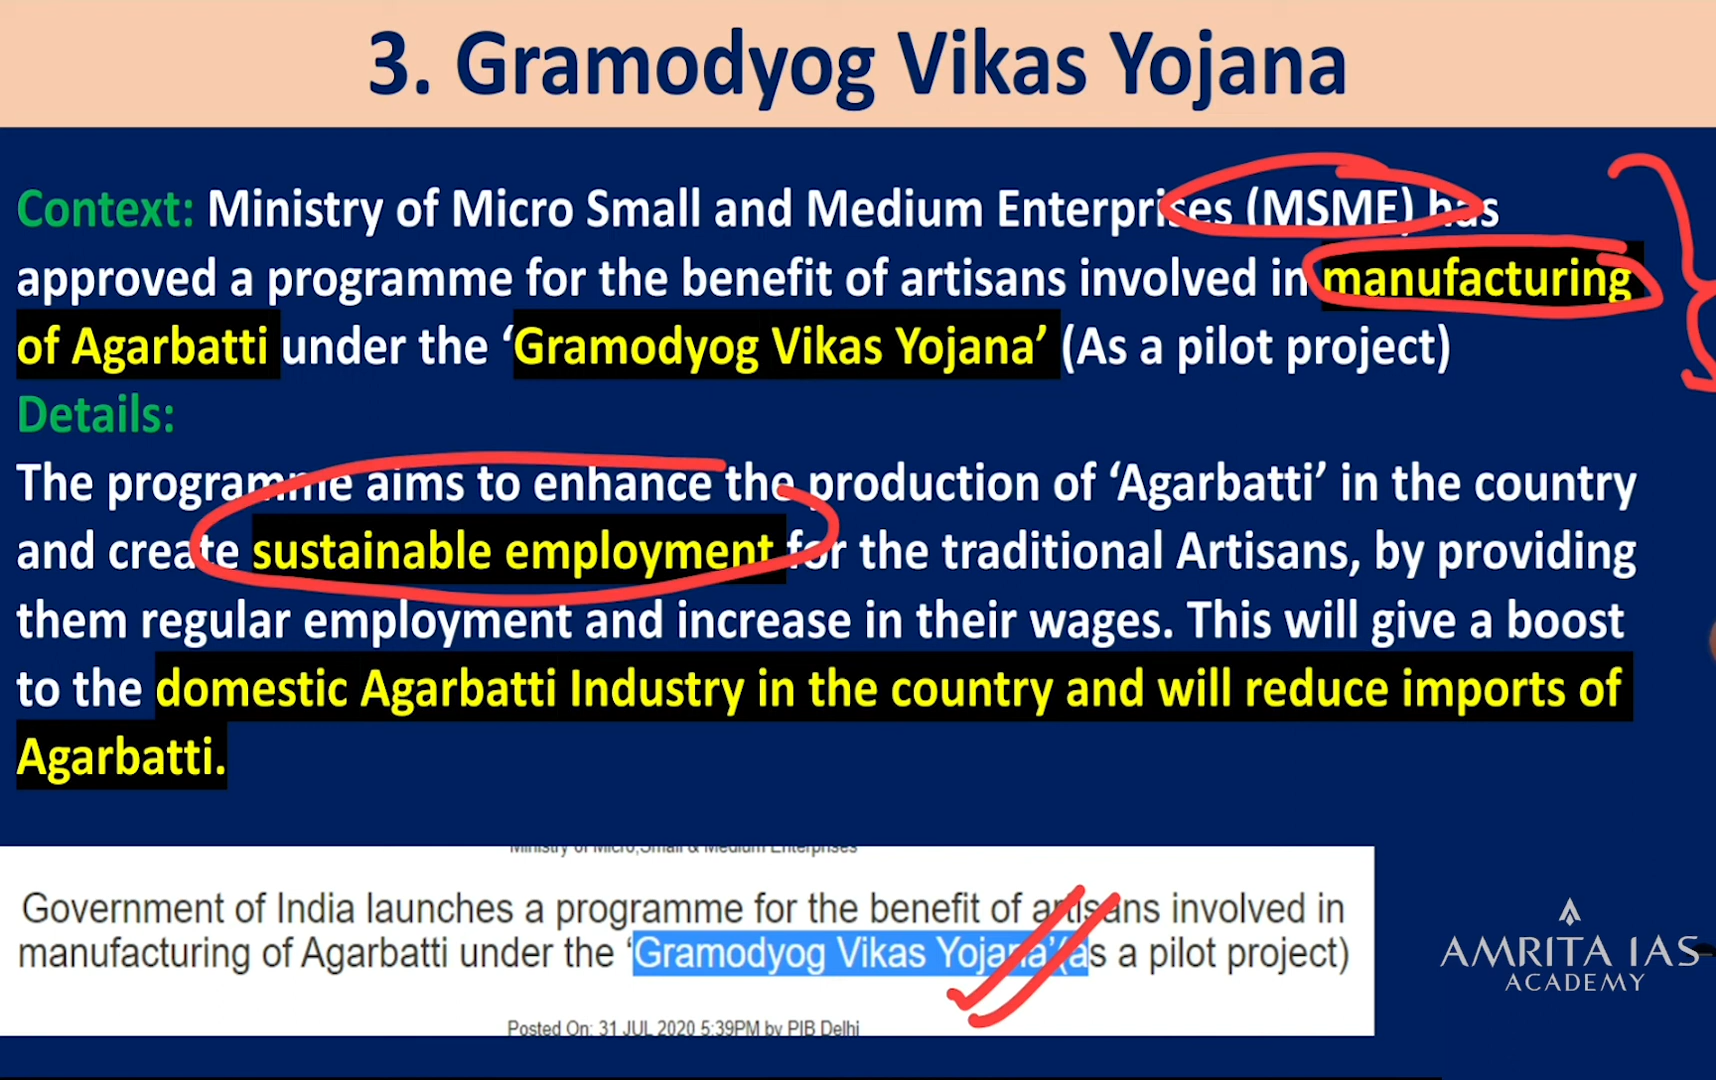 3. Gramodyog Vikas Yojana
Context: Ministry of Micro Small and Medium Enterprises (MSME) has
approved a programme for the benefit of artisans involved in manufacturing
of Agarbatti under the ‘Gramodyog Vikas Yojana’ (As a pilot project)
Details:
The programme aims to enhance the production of ‘Agarbatti’ in the country
and create sustainable employment for the traditional Artisans, by providing
them regular employment and increase in their wages. This will give a boost
to the domestic Agarbatti Industry in the country and will reduce imports of
Agarbatti.
Ministry of Micro,Small & Medium Enterprises
Government of India launches a programme for the benefit of artisans involved in
manufacturing of Agarbatti under the ‘Gramodyog Vikas Yojana’(as a pilot project)
Posted On: 31 JUL 2020 5:39PM by PIB Delhi
AMRITA IAS
ACADEMY